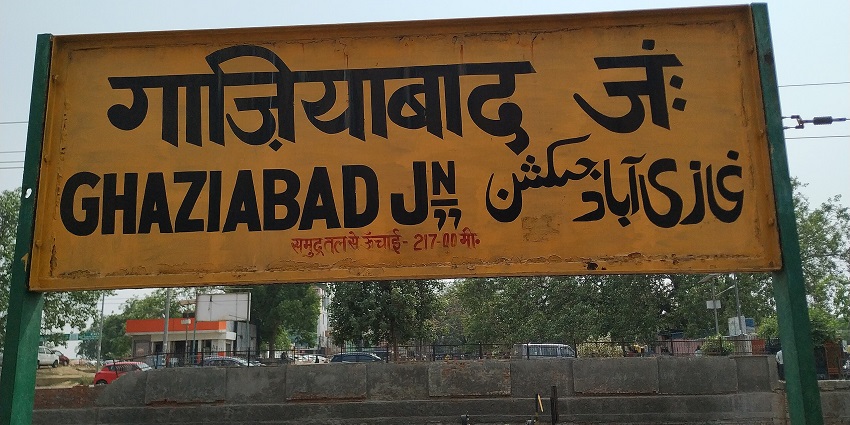 गाज़ियाबाद जं:
GHAZIABAD JN غازی آباد جنکشن
समुद्र तल से ऊंचाई- 217-00 मी.